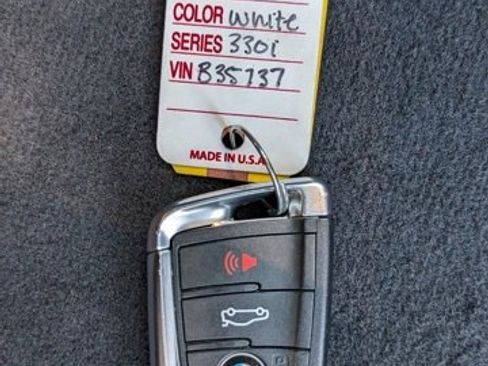 COLOR White
SERIES 330i
VIN B35737
MADE IN U.S.A.